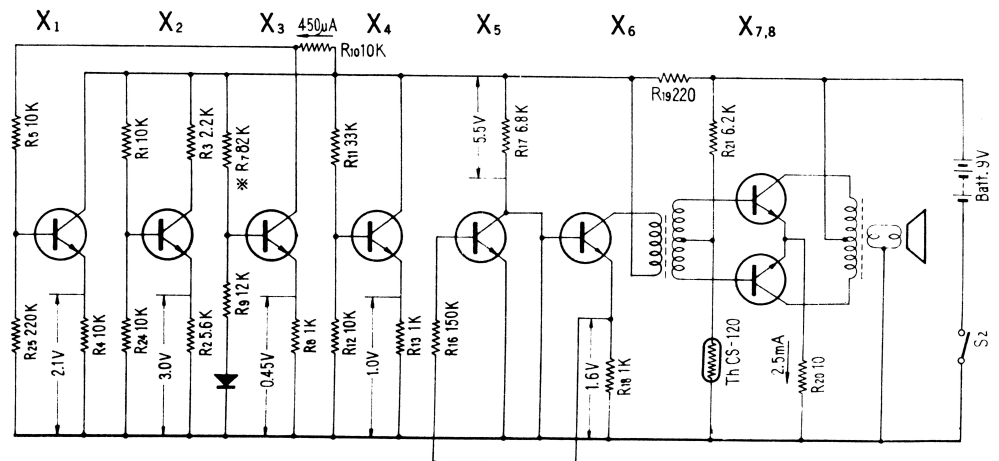 X1 X2 X3 X4 X5 X6 X7,8
450µA
R10 10K
R19 220
R5 10K
R1 10K
R3 2.2K
※ R7 82K
R11 33K
5.5V
R17 6.8K
R21 6.2K
Batt. 9V
R25 220K
2.1V
R4 10K
R24 10K
3.0V
R2 5.6K
R9 12K
0.45V
R8 1K
R12 10K
1.0V
R13 1K
R16 150K
1.6V
R18 1K
Th CS-120
2.5mA
R20 10
S2